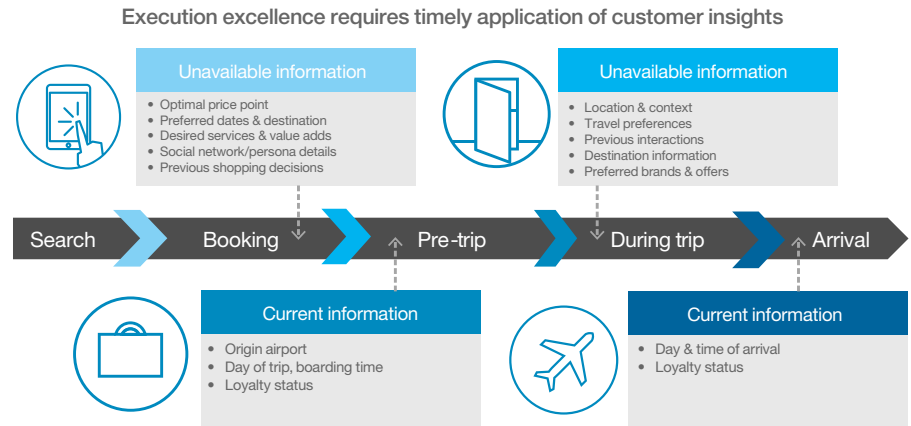 Execution excellence requires timely application of customer insights
Unavailable information
• Optimal price point
• Preferred dates & destination
• Desired services & value adds
• Social network/persona details
• Previous shopping decisions
Unavailable information
• Location & context
• Travel preferences
• Previous interactions
• Destination information
• Preferred brands & offers
Search
Booking
Pre-trip
During trip
Arrival
Current information
• Origin airport
• Day of trip, boarding time
• Loyalty status
Current information
• Day & time of arrival
• Loyalty status